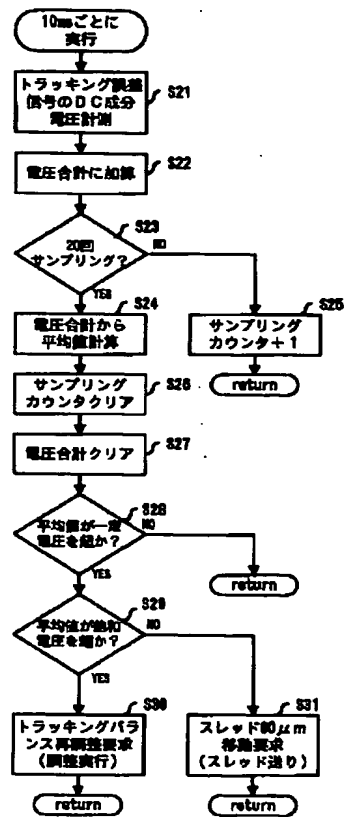 10msごとに
実行
トラッキング調整
信号のDC成分
電圧計測
S21
電圧合計に加算
S22
20回
サンプリング?
S23
NO
YES
S24
電圧合計から
平均値計算
サンプリング
カウンタ+1
S25
return
サンプリング
カウンタクリア
S26
電圧合計クリア
S27
平均値が一定
電圧を超か?
S28
NO
YES
return
平均値が飽和
電圧を超か?
S29
NO
YES
S30
トラッキングバラ
ンス再調整要求
(調整実行)
return
S31
スレッド60μm
移動要求
(スレッド送り)
return